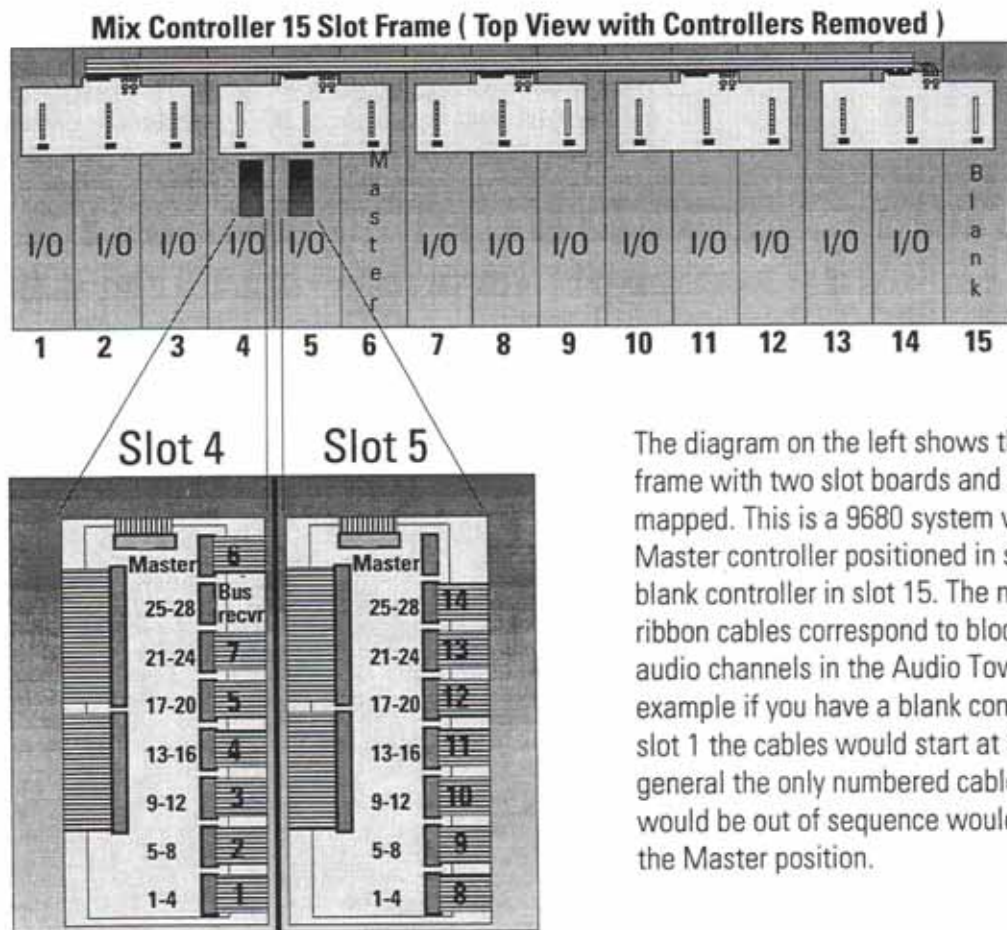 Mix Controller 15 Slot Frame ( Top View with Controllers Removed )
I/O I/O I/O I/O I/O Master I/O I/O I/O I/O I/O I/O I/O I/O Blank
1 2 3 4 5 6 7 8 9 10 11 12 13 14 15
Slot 4
Master 6
25-28 Bus recvr
21-24 7
17-20 5
13-16 4
9-12 3
5-8 2
1-4 1
Slot 5
Master
25-28 14
21-24 13
17-20 12
13-16 11
9-12 10
5-8 9
1-4 8
The diagram on the left shows
frame with two slot boards and
mapped. This is a 9680 system
Master controller positioned in
blank controller in slot 15. The
ribbon cables correspond to
audio channels in the Audio
example if you have a blank
slot 1 the cables would start at
general the only numbered
would be out of sequence would
the Master position.